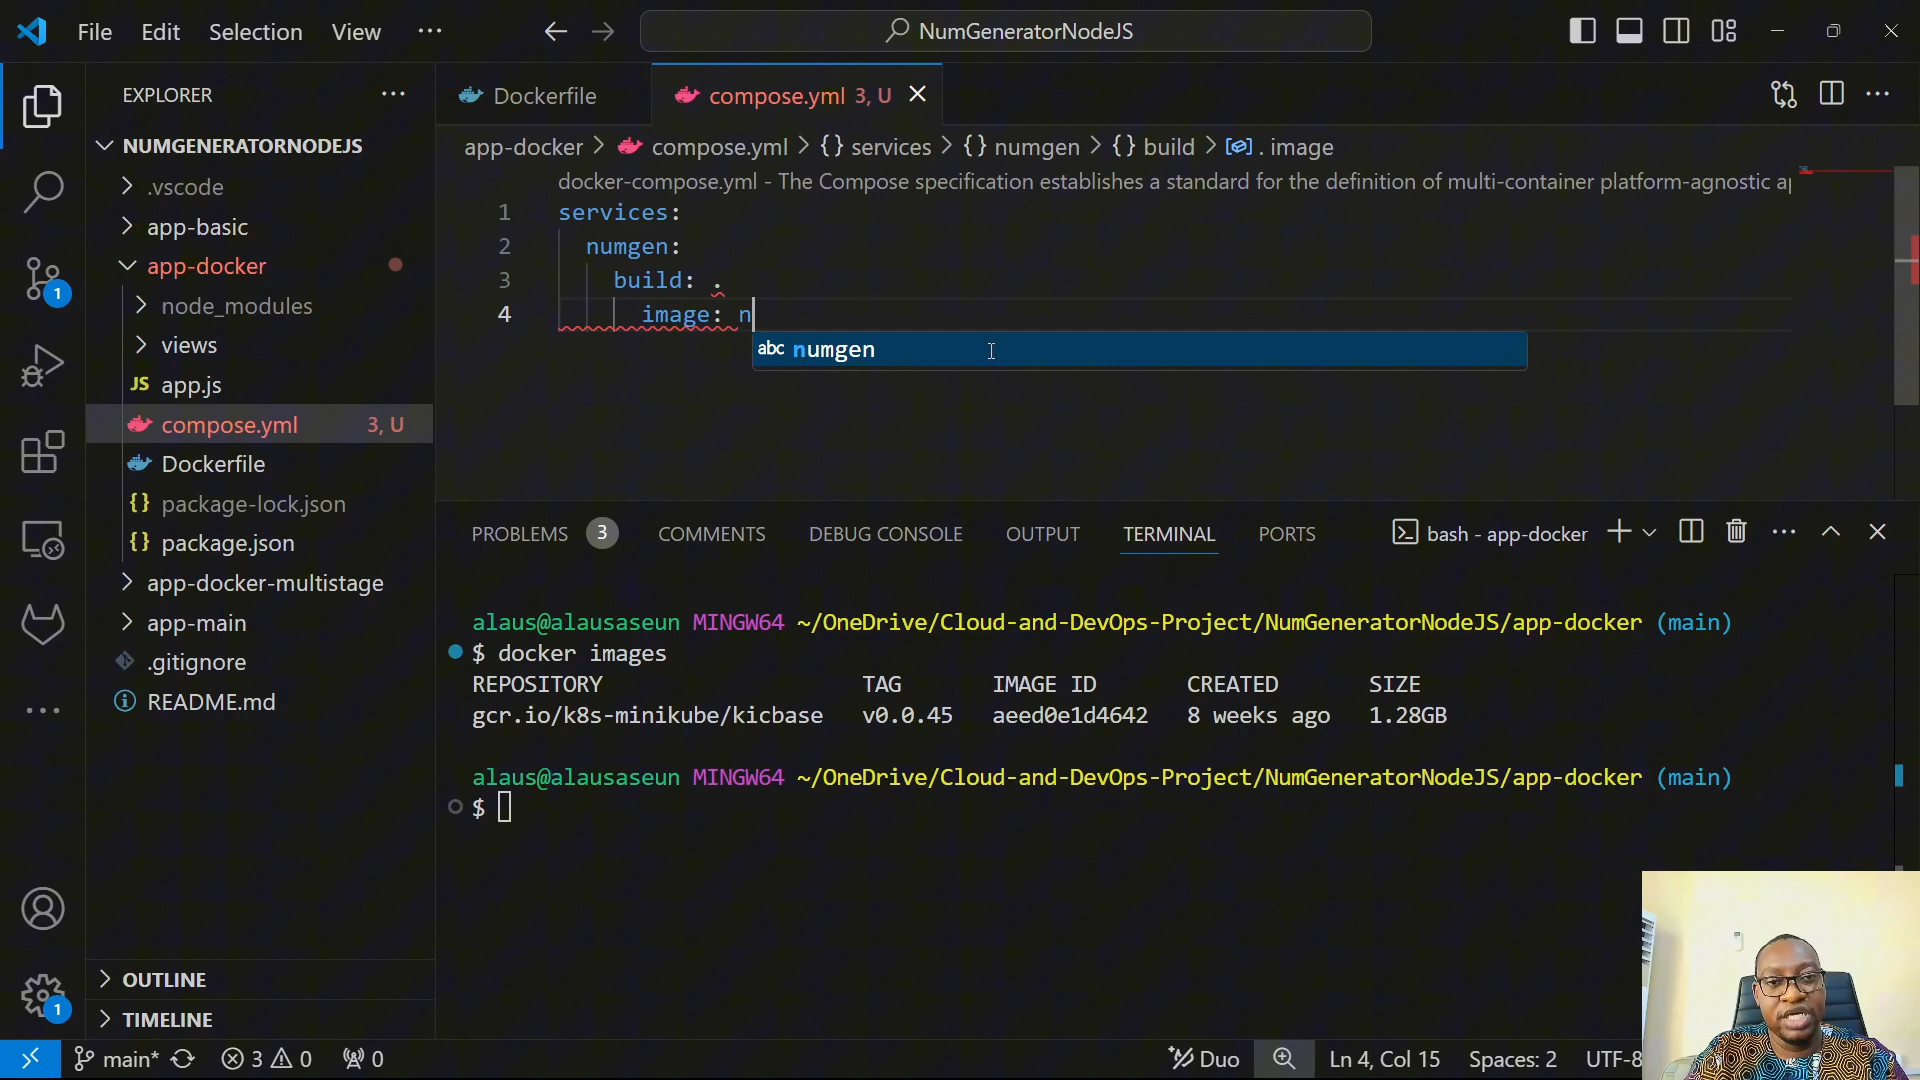 File Edit Selection View ... NumGeneratorNodeJS
EXPLORER
NUMGENERATORNODEJS
.vscode
app-basic
app-docker
node_modules
views
JS app.js
compose.yml 3, U
Dockerfile
{} package-lock.json
{} package.json
app-docker-multistage
app-main
.gitignore
README.md
OUTLINE
TIMELINE
1
1
Dockerfile compose.yml 3, U
app-docker > compose.yml > {} services > {} numgen > {} build > . image
docker-compose.yml - The Compose specification establishes a standard for the definition of multi-container platform-agnostic
1 services:
2 numgen:
3 build: .
4 image: n
abc numgen
PROBLEMS 3 COMMENTS DEBUG CONSOLE OUTPUT TERMINAL PORTS bash - app-docker
alaus@alausaseun MINGW64 ~/OneDrive/Cloud-and-DevOps-Project/NumGeneratorNodeJS/app-docker (main)
$ docker images
REPOSITORY TAG IMAGE ID CREATED SIZE
gcr.io/k8s-minikube/kicbase v0.0.45 aeed0e1d4642 8 weeks ago 1.28GB
alaus@alausaseun MINGW64 ~/OneDrive/Cloud-and-DevOps-Project/NumGeneratorNodeJS/app-docker (main)
$
main* 3 0 0 Duo Ln 4, Col 15 Spaces: 2 UTF-8